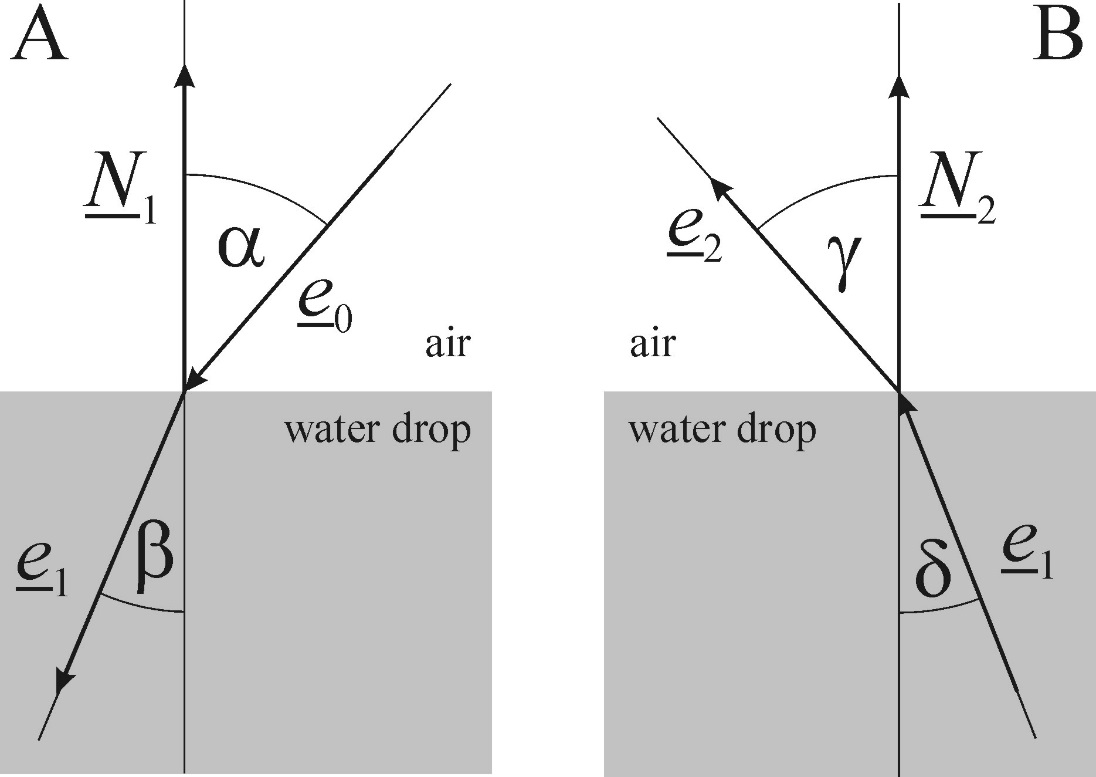 A
B
N1
α
e0
air
water drop
e1
β
N2
e2
γ
air
water drop
e1
δ